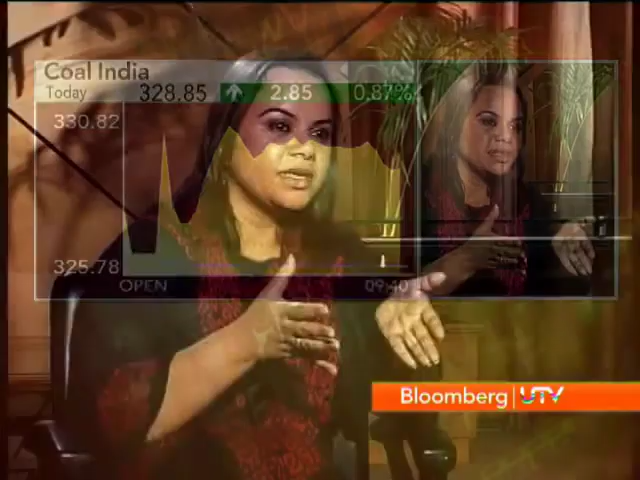 Coal India
Today 328.85 2.85 0.87%
330.82
325.78
OPEN 09:40
Bloomberg UTV